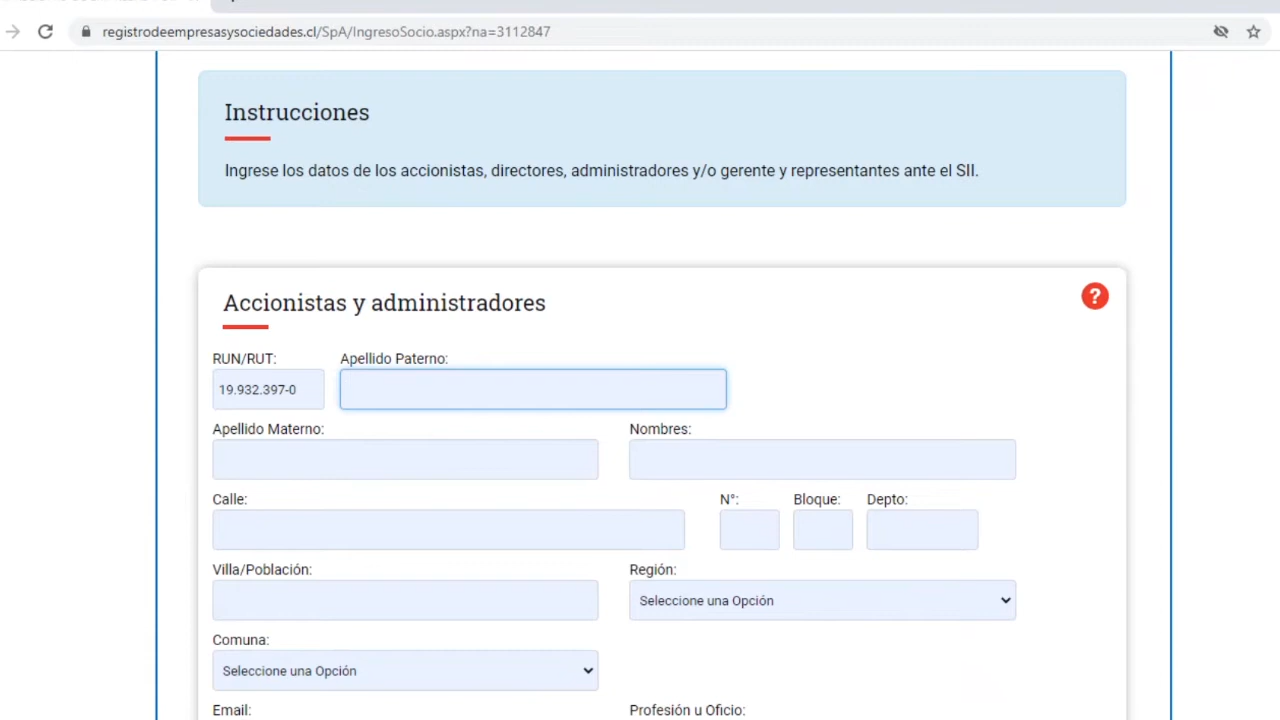 registrodeempresasysociedades.cl/SpA/IngresoSocio.aspx?na=3112847
Instrucciones
Ingrese los datos de los accionistas, directores, administradores y/o gerente y representantes ante el SII.
Accionistas y administradores
?
RUN/RUT: Apellido Paterno:
19.932.397-0
Apellido Materno: Nombres:
Calle: N°: Bloque: Depto:
Villa/Población: Región:
Seleccione una Opción
Comuna:
Seleccione una Opción
Email: Profesión u Oficio: